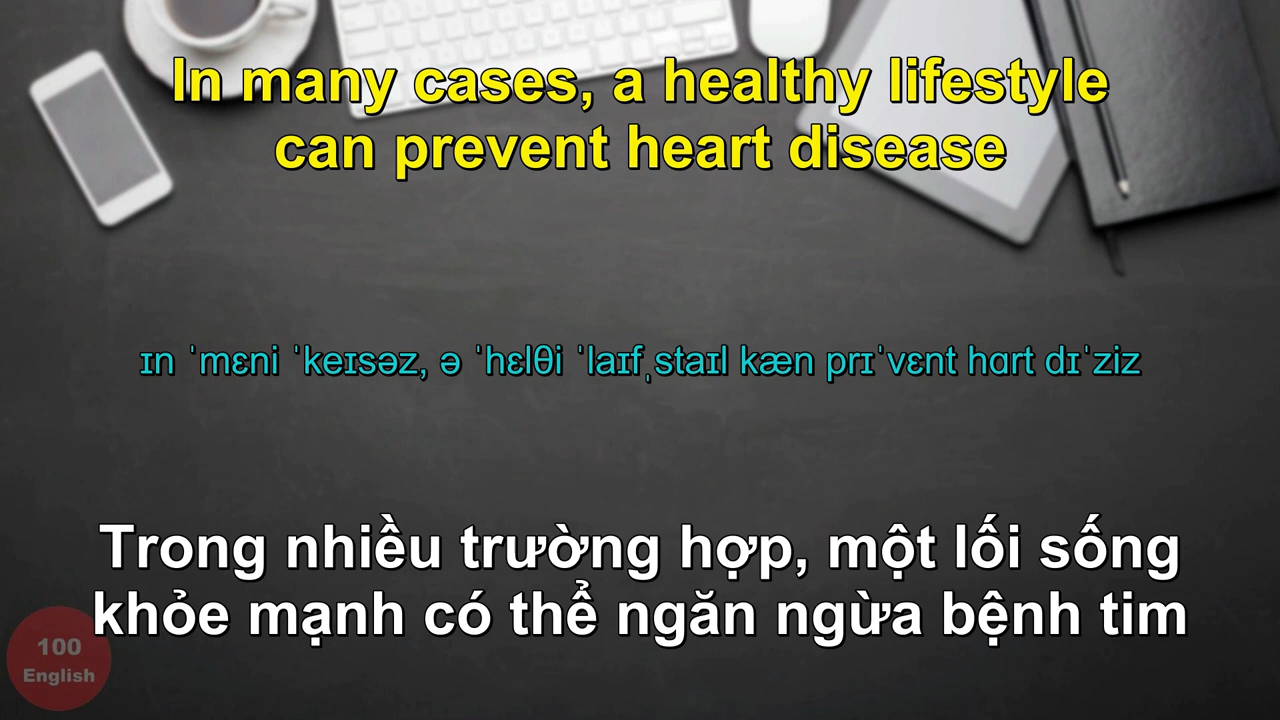 In many cases, a healthy lifestyle
can prevent heart disease
ɪn ˈmɛni ˈkeɪsəz, ə ˈhɛlθi ˈlaɪfˌstaɪl kæn prɪˈvɛnt hɑrt dɪˈziz
Trong nhiều trường hợp, một lối sống
khỏe mạnh có thể ngăn ngừa bệnh tim
100
English